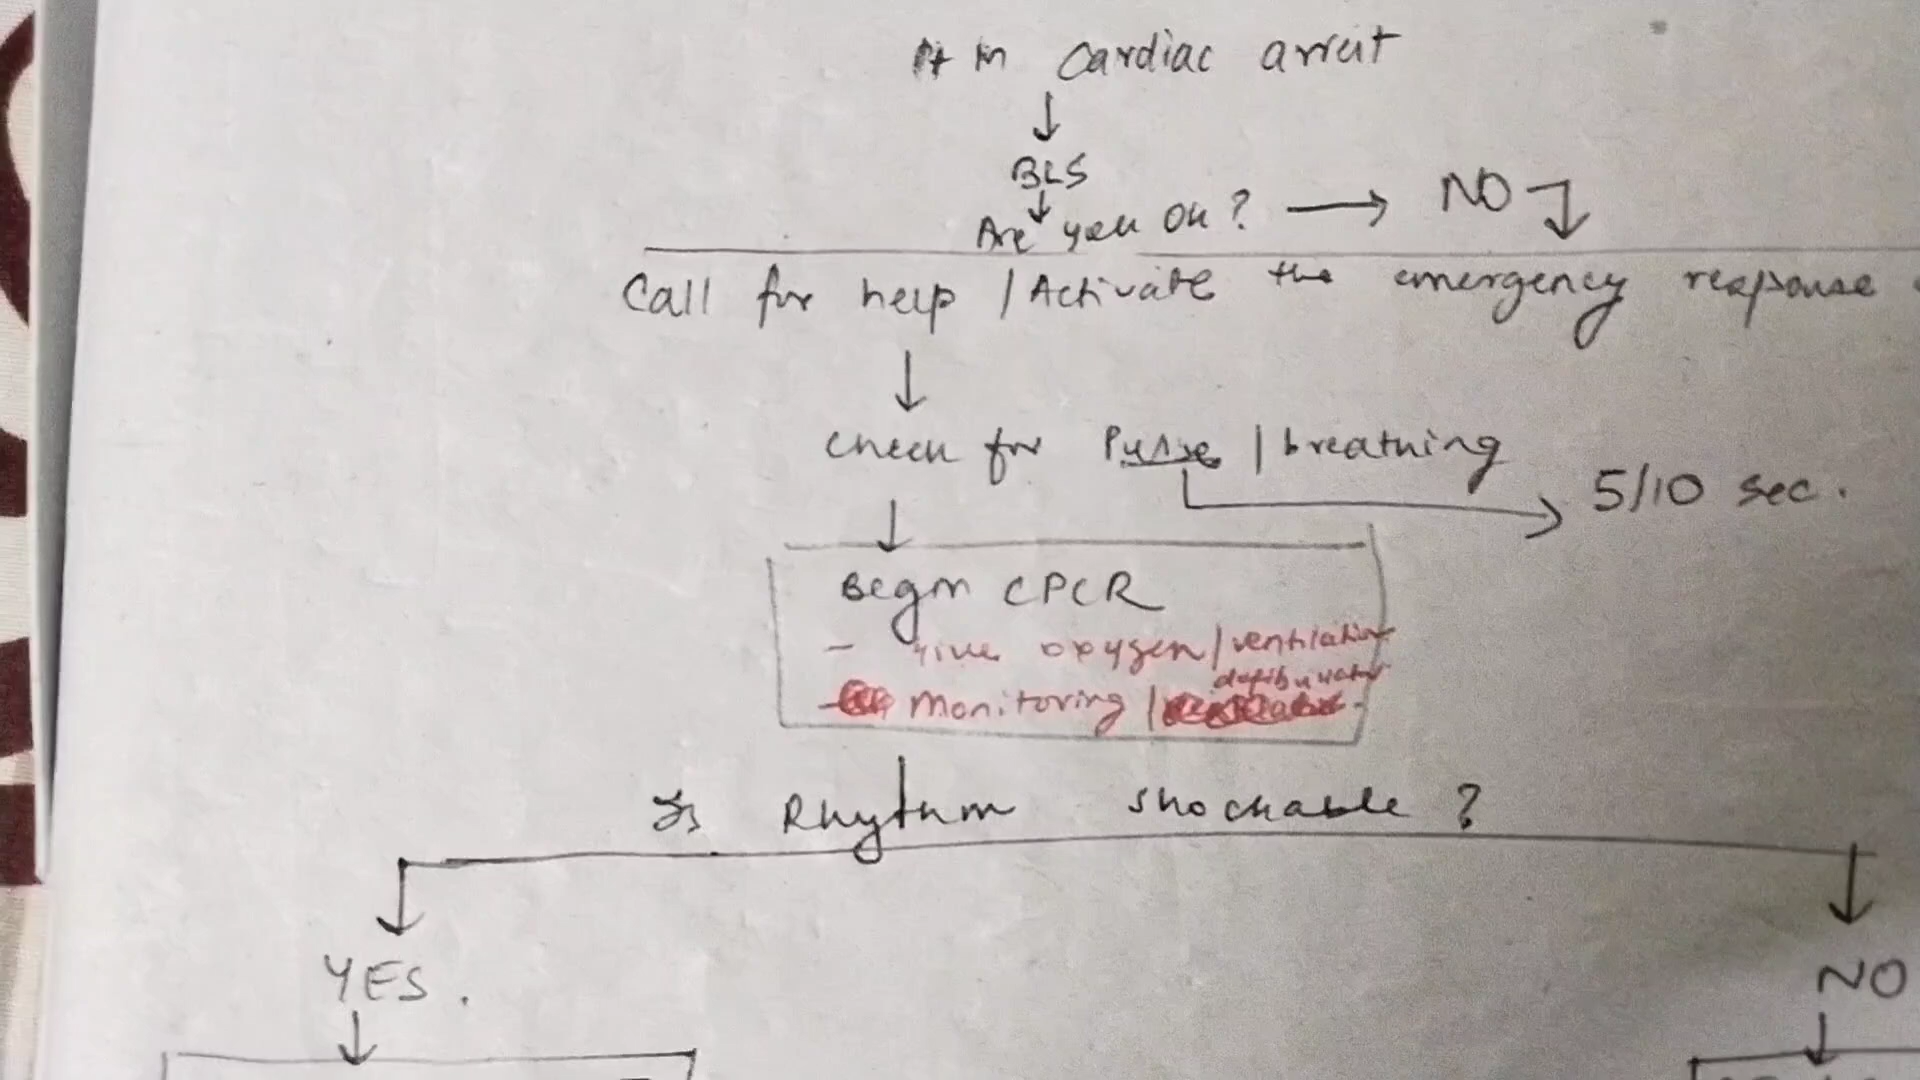 Pt in cardiac arrest
↓
BLS
↓
Are you ok? → NO
Call for help / Activate the emergency response
↓
check for Pulse / breathing
5/10 sec.
↓
Begin CPCR
- give oxygen / ventilation
defibrillator
- monitoring /
Is Rhythm shockable?
YES.
NO